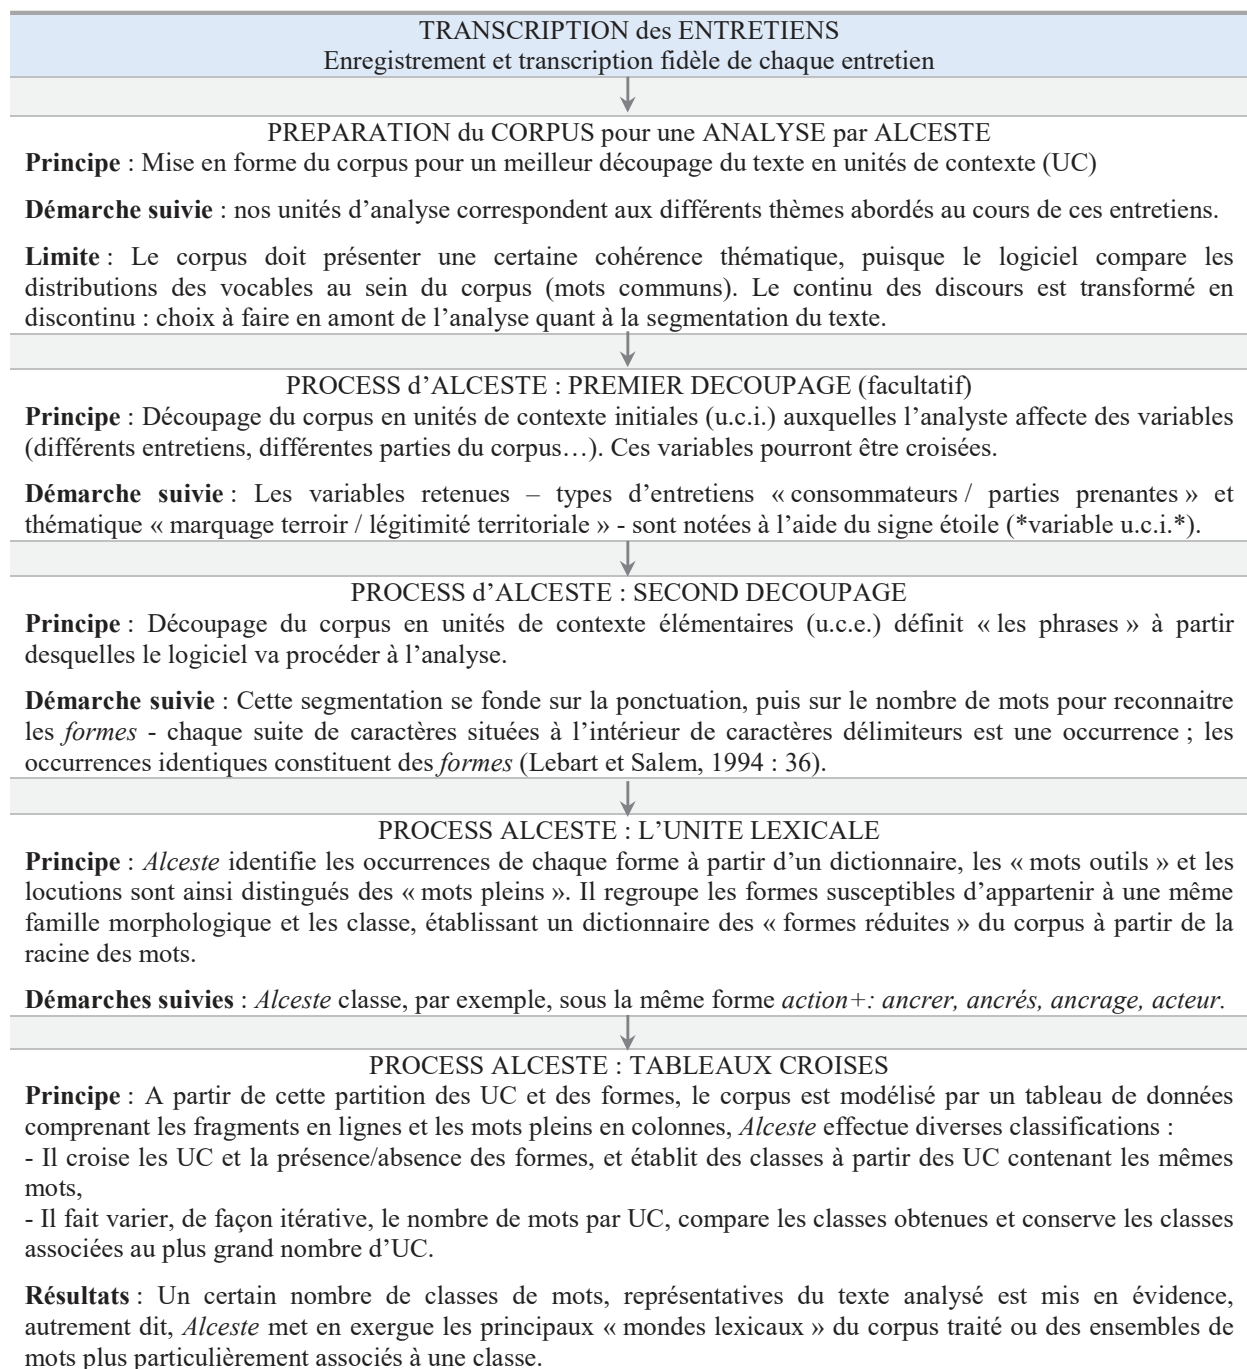 TRANSCRIPTION des ENTRETIENS
Enregistrement et transcription fidèle de chaque entretien
PREPARATION du CORPUS pour une ANALYSE par ALCESTE
Principe : Mise en forme du corpus pour un meilleur découpage du texte en unités de contexte (UC)
Démarche suivie : nos unités d’analyse correspondent aux différents thèmes abordés au cours de ces entretiens.
Limite : Le corpus doit présenter une certaine cohérence thématique, puisque le logiciel compare les
distributions des vocables au sein du corpus (mots communs). Le continu des discours est transformé en
discontinu : choix à faire en amont de l’analyse quant à la segmentation du texte.
PROCESS d’ALCESTE : PREMIER DECOUPAGE (facultatif)
Principe : Découpage du corpus en unités de contexte initiales (u.c.i.) auxquelles l’analyste affecte des variables
(différents entretiens, différentes parties du corpus…). Ces variables pourront être croisées.
Démarche suivie : Les variables retenues – types d’entretiens « consommateurs / parties prenantes » et
thématique « marquage terroir / légitimité territoriale » - sont notées à l’aide du signe étoile (*variable u.c.i.*).
PROCESS d’ALCESTE : SECOND DECOUPAGE
Principe : Découpage du corpus en unités de contexte élémentaires (u.c.e.) définit « les phrases » à partir
desquelles le logiciel va procéder à l’analyse.
Démarche suivie : Cette segmentation se fonde sur la ponctuation, puis sur le nombre de mots pour reconnaitre
les formes - chaque suite de caractères situées à l’intérieur de caractères délimiteurs est une occurrence ; les
occurrences identiques constituent des formes (Lebart et Salem, 1994 : 36).
PROCESS ALCESTE : L’UNITE LEXICALE
Principe : Alceste identifie les occurrences de chaque forme à partir d’un dictionnaire, les « mots outils » et les
locutions sont ainsi distingués des « mots pleins ». Il regroupe les formes susceptibles d’appartenir à une même
famille morphologique et les classe, établissant un dictionnaire des « formes réduites » du corpus à partir de la
racine des mots.
Démarches suivies : Alceste classe, par exemple, sous la même forme action+: ancrer, ancrés, ancrage, acteur.
PROCESS ALCESTE : TABLEAUX CROISES
Principe : A partir de cette partition des UC et des formes, le corpus est modélisé par un tableau de données
comprenant les fragments en lignes et les mots pleins en colonnes, Alceste effectue diverses classifications :
- Il croise les UC et la présence/absence des formes, et établit des classes à partir des UC contenant les mêmes
mots,
- Il fait varier, de façon itérative, le nombre de mots par UC, compare les classes obtenues et conserve les classes
associées au plus grand nombre d’UC.
Résultats : Un certain nombre de classes de mots, représentatives du texte analysé est mis en évidence,
autrement dit, Alceste met en exergue les principaux « mondes lexicaux » du corpus traité ou des ensembles de
mots plus particulièrement associés à une classe.